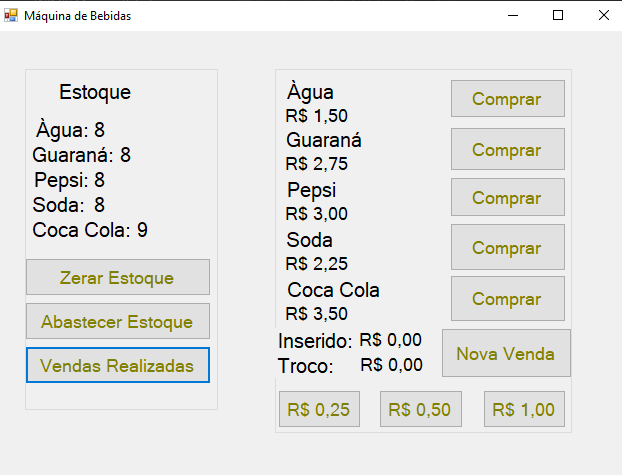 Máquina de Bebidas
Estoque
Àgua: 8
Guaraná: 8
Pepsi: 8
Soda: 8
Coca Cola: 9
Zerar Estoque
Abastecer Estoque
Vendas Realizadas
Àgua
R$ 1,50
Comprar
Guaraná
R$ 2,75
Comprar
Pepsi
R$ 3,00
Comprar
Soda
R$ 2,25
Comprar
Coca Cola
R$ 3,50
Comprar
Inserido: R$ 0,00
Troco: R$ 0,00
Nova Venda
R$ 0,25 R$ 0,50 R$ 1,00